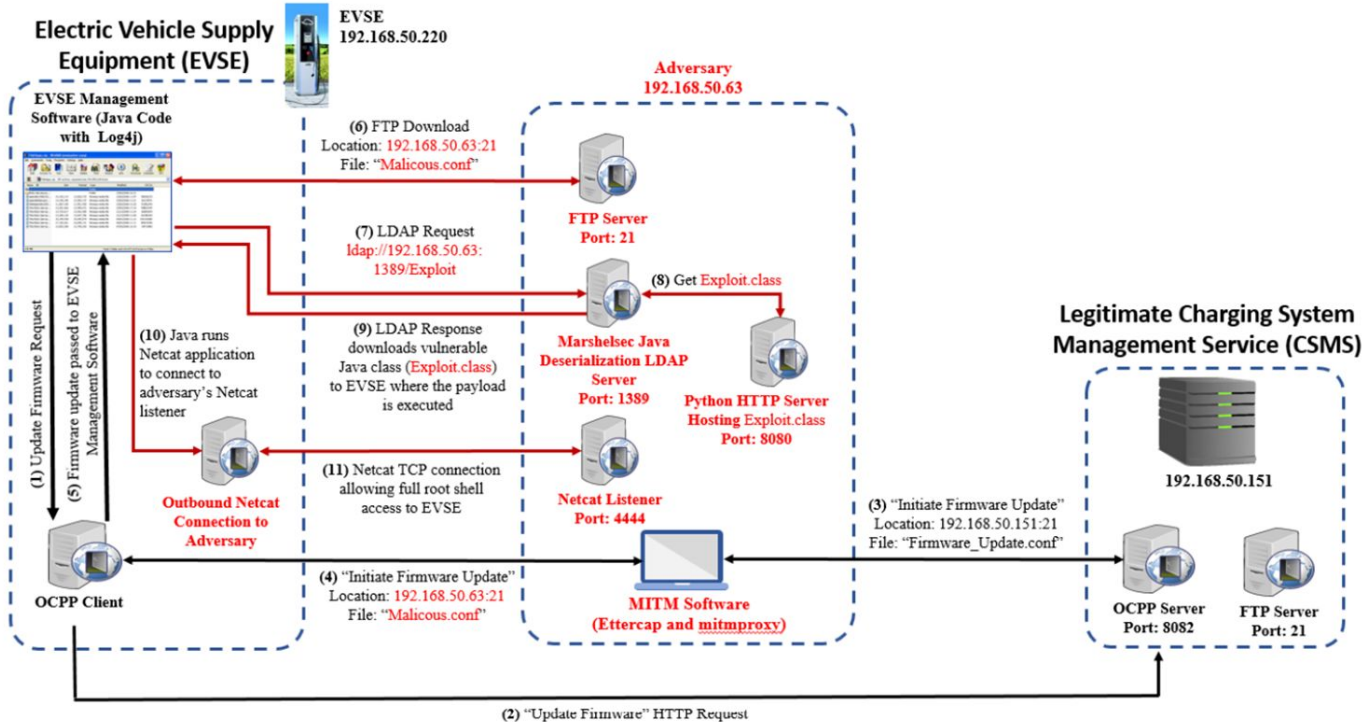 Electric Vehicle Supply
Equipment (EVSE)
EVSE
192.168.50.220
EVSE Management
Software (Java Code
with Log4j)
Adversary
192.168.50.63
(6) FTP Download
Location: 192.168.50.63:21
File: “Malicous.conf”
FTP Server
Port: 21
(7) LDAP Request
ldap://192.168.50.63:
1389/Exploit
(8) Get Exploit.class
(9) LDAP Response
downloads vulnerable
Java class (Exploit.class)
to EVSE where the payload
is executed
Marshelsec Java
Deserialization LDAP
Server
Port: 1389
Python HTTP Server
Hosting Exploit.class
Port: 8080
(1) Update Firmware Request
(5) Firmware update passed to EVSE
Management Software
(10) Java runs
Netcat application
to connect to
adversary’s Netcat
listener
Outbound Netcat
Connection to
Adversary
(11) Netcat TCP connection
allowing full root shell
access to EVSE
Netcat Listener
Port: 4444
OCPP Client
(4) “Initiate Firmware Update”
Location: 192.168.50.63:21
File: “Malicous.conf”
MITM Software
(Ettercap and mitmproxy)
(3) “Initiate Firmware Update”
Location: 192.168.50.151:21
File: “Firmware_Update.conf”
Legitimate Charging System
Management Service (CSMS)
192.168.50.151
OCPP Server
Port: 8082
FTP Server
Port: 21
(2) “Update Firmware” HTTP Request